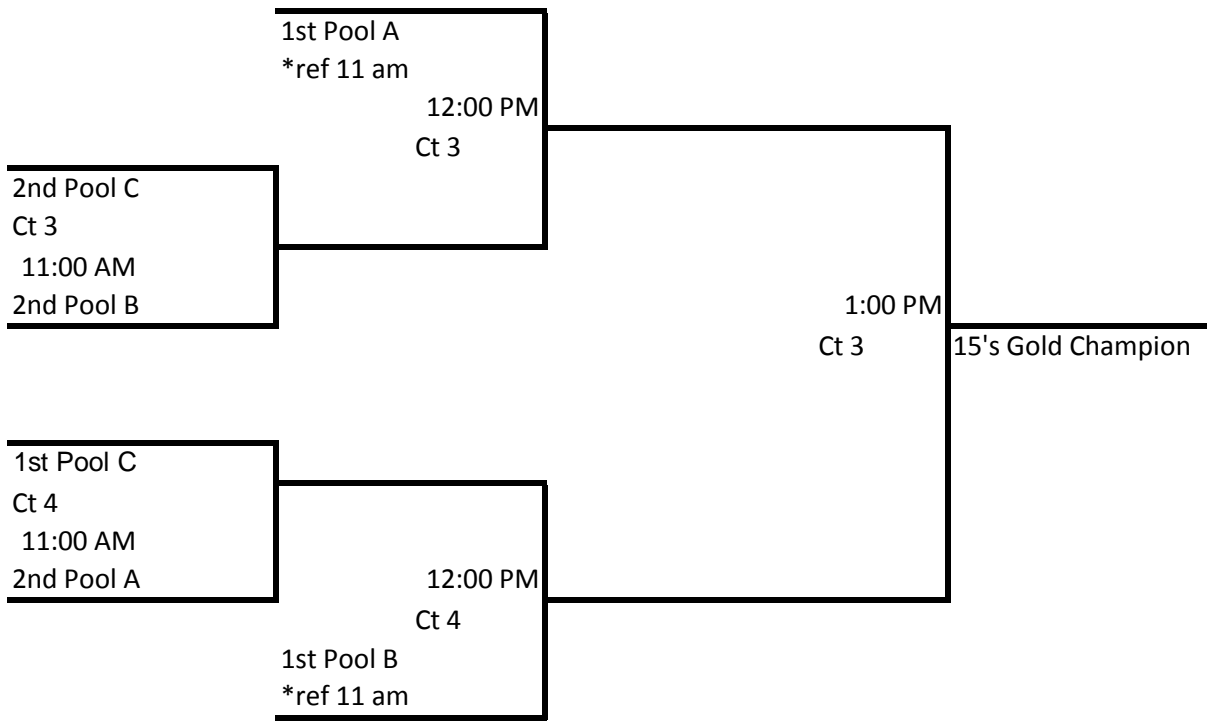 1st Pool A
*ref 11 am
12:00 PM
Ct 3
2nd Pool C
Ct 3
11:00 AM
2nd Pool B
1:00 PM
Ct 3
15's Gold Champion
1st Pool C
Ct 4
11:00 AM
2nd Pool A
12:00 PM
Ct 4
1st Pool B
*ref 11 am